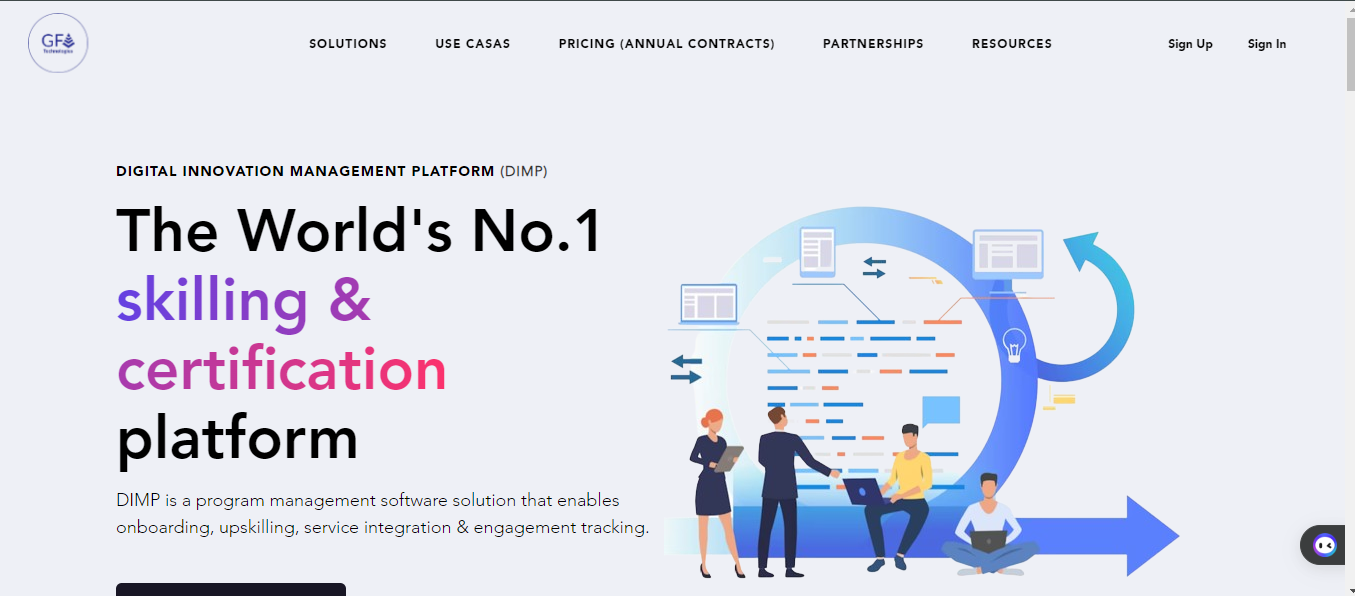 GFA
Technologies
SOLUTIONS
USE CASAS
PRICING (ANNUAL CONTRACTS)
PARTNERSHIPS
RESOURCES
Sign Up
Sign In
DIGITAL INNOVATION MANAGEMENT PLATFORM (DIMP)
The World's No.1
skilling &
certification
platform
DIMP is a program management software solution that enables
onboarding, upskilling, service integration & engagement tracking.